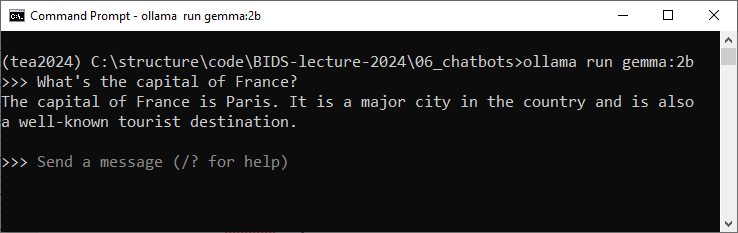 Command Prompt - ollama  run gemma:2b
(tea2024) C:\structure\code\BIDS-lecture-2024\06_chatbots>ollama run gemma:2b
>>> What's the capital of France?
The capital of France is Paris. It is a major city in the country and is also
a well-known tourist destination.
>>> Send a message (/? for help)